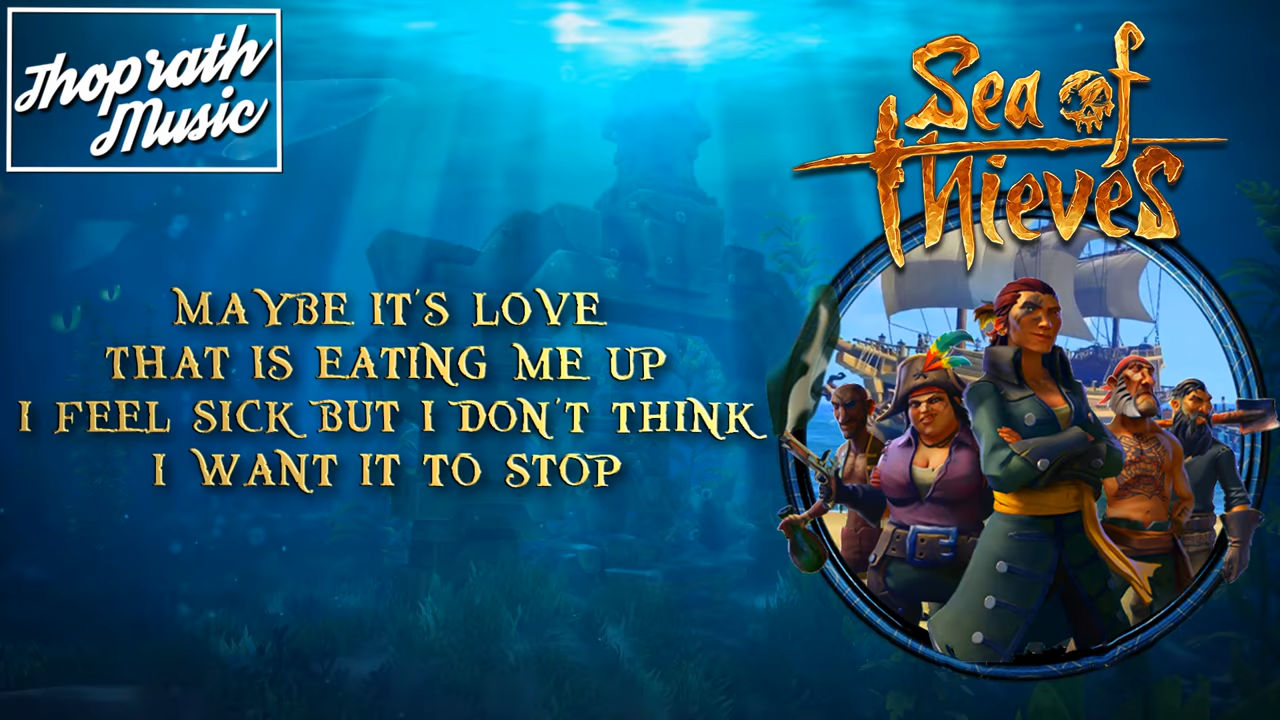 Thoprath
Music
Sea of
Thieves
MAYBE IT'S LOVE
THAT IS EATING ME UP
I FEEL SICK BUT I DON'T THINK
I WANT IT TO STOP